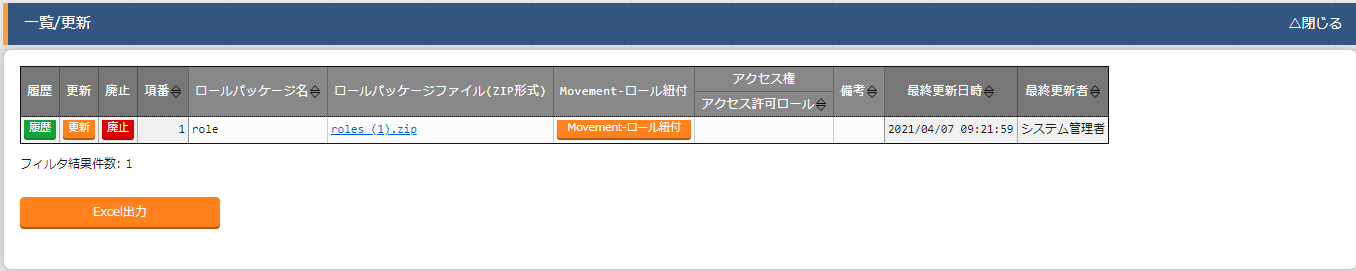 一覧/更新
△閉じる
履歴 更新 廃止 項番 ロールパッケージ名 ロールパッケージファイル(ZIP形式) Movement-ロール紐付 アクセス権 備考 最終更新日時 最終更新者
アクセス許可ロール
履歴 更新 廃止 1 role roles (1).zip Movement-ロール紐付 2021/04/07 09:21:59 システム管理者
フィルタ結果件数: 1
Excel出力